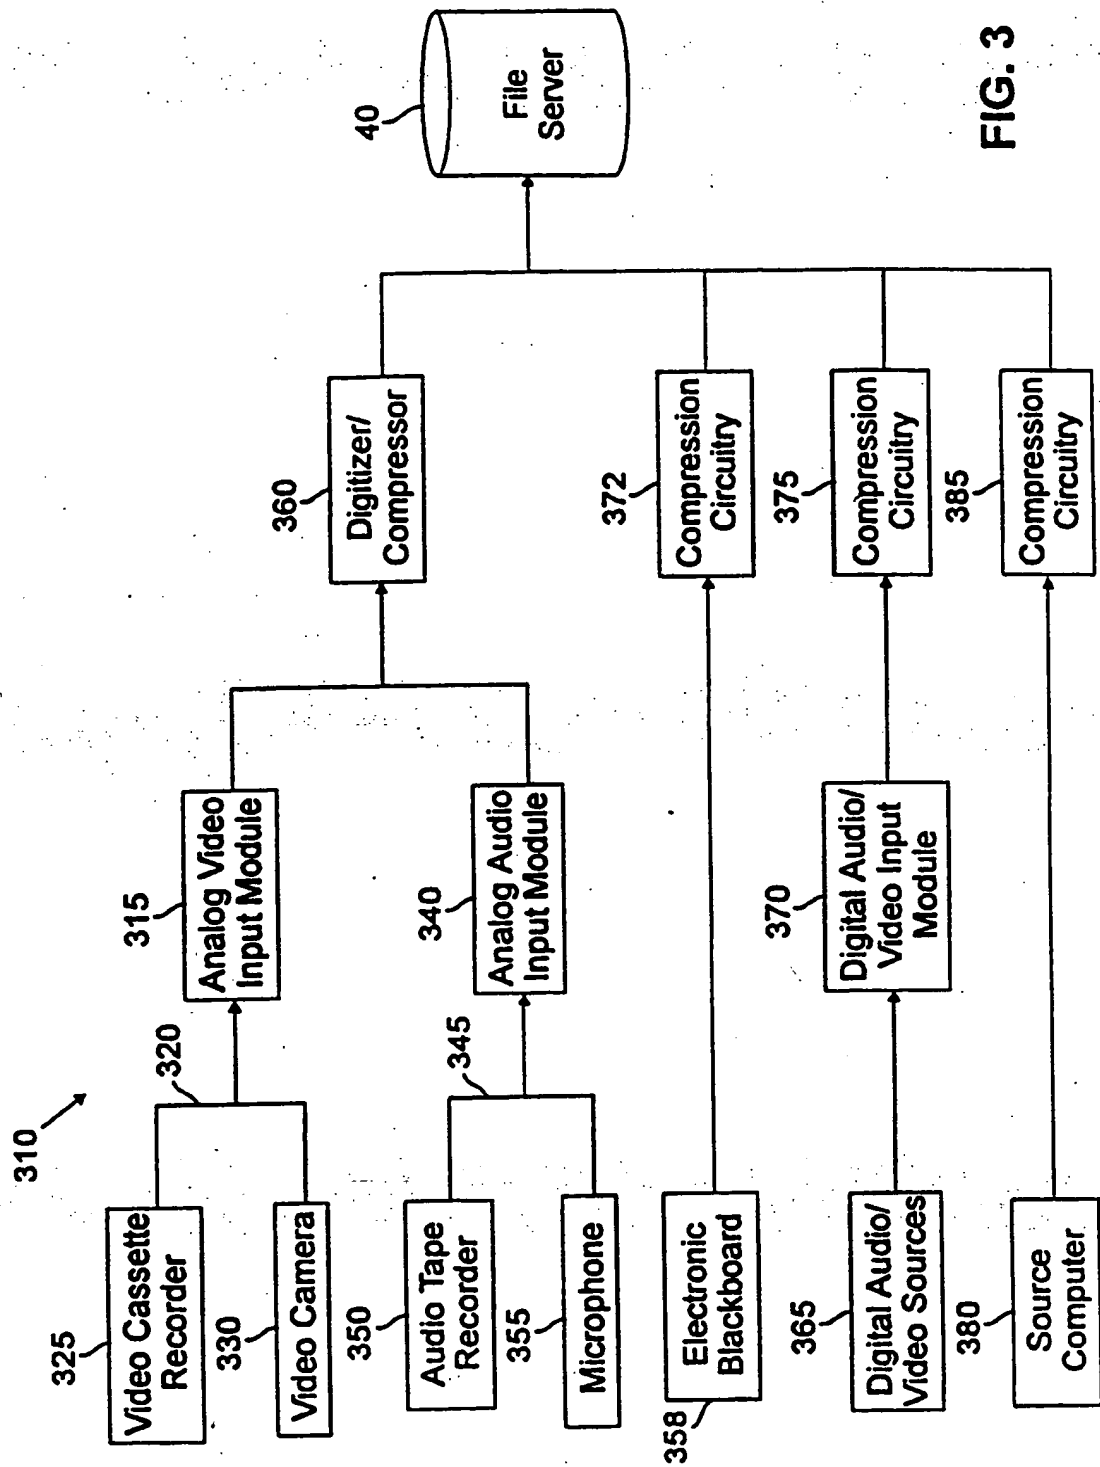 310
325
Video Cassette
Recorder
330
Video Camera
320
315
Analog Video
Input Module
350
Audio Tape
Recorder
355
Microphone
345
340
Analog Audio
Input Module
360
Digitizer/
Compressor
40
File
Server
358
Electronic
Blackboard
372
Compression
Circuitry
365
Digital Audio/
Video Sources
370
Digital Audio/
Video Input
Module
375
Compression
Circuitry
380
Source
Computer
385
Compression
Circuitry
FIG. 3